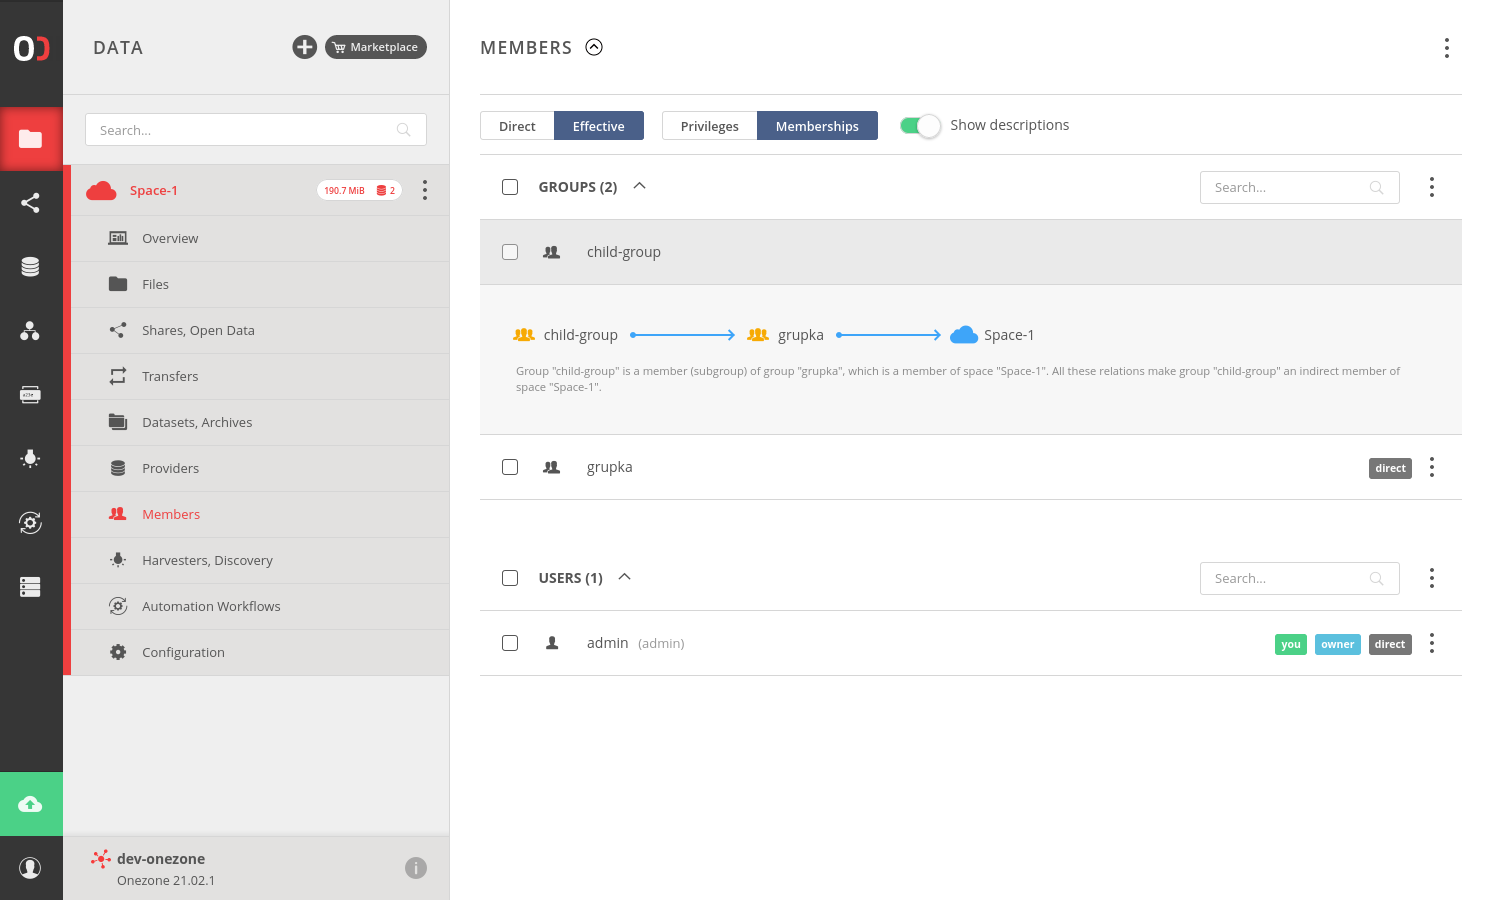 DATA
Marketplace
Search...
Space-1
190.7 MiB
2
Overview
Files
Shares, Open Data
Transfers
Datasets, Archives
Providers
Members
Harvesters, Discovery
Automation Workflows
Configuration
dev-onezone
Onezone 21.02.1
MEMBERS
Direct
Effective
Privileges
Memberships
Show descriptions
GROUPS (2)
Search...
child-group
child-group
grupka
Space-1
Group "child-group" is a member (subgroup) of group "grupka", which is a member of space "Space-1". All these relations make group "child-group" an indirect member of
space "Space-1".
grupka
direct
USERS (1)
Search...
admin (admin)
you
owner
direct